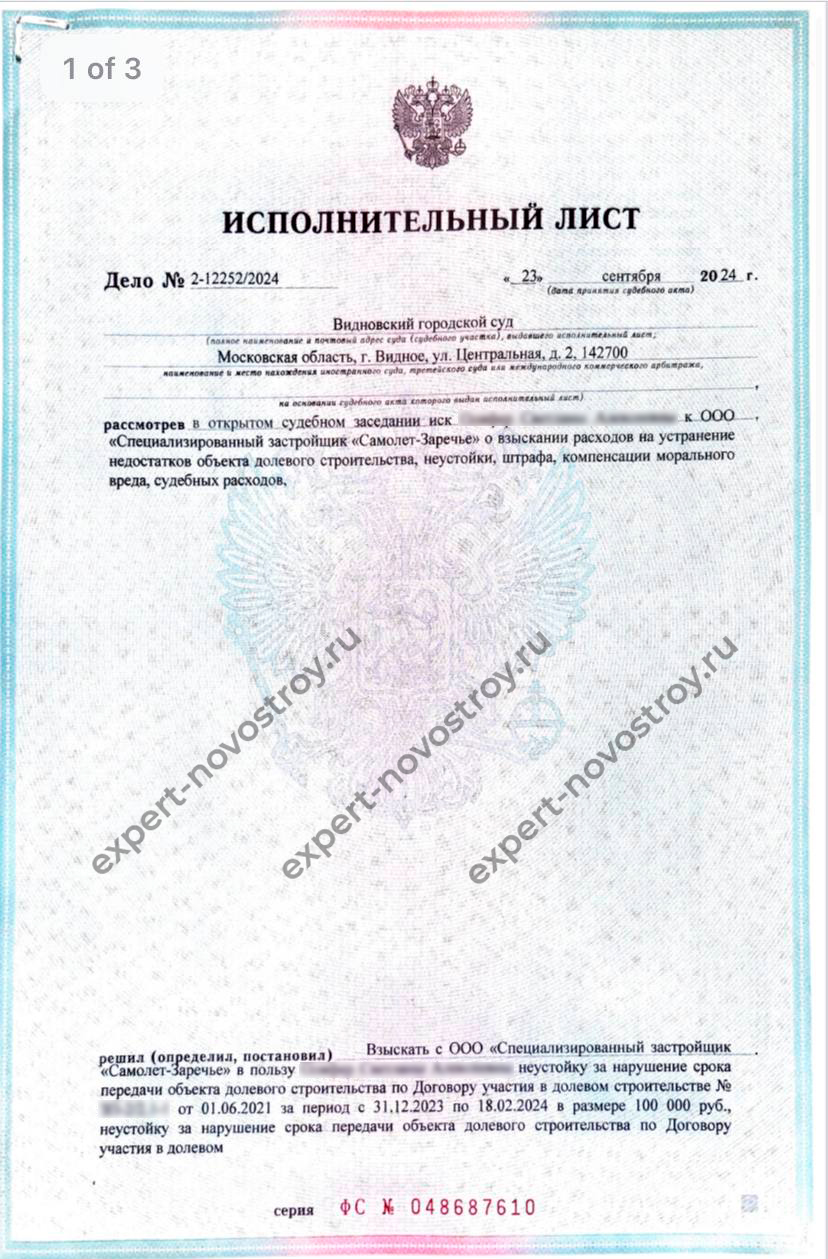 1 of 3
ИСПОЛНИТЕЛЬНЫЙ ЛИСТ
Дело № 2-12252/2024 « 23» сентября 2024 г.
(дата принятия судебного акта)
Видновский городской суд
(полное наименование и почтовый адрес суда (судебного участка), выдавшего исполнительный лист;
Московская область, г. Видное, ул. Центральная, д. 2, 142700
наименование и место нахождения иностранного суда, третейского суда или международного коммерческого арбитража,
,
на основании судебного акта которого выдан исполнительный лист)
рассмотрев в открытом судебном заседании иск к ООО ,
«Специализированный застройщик «Самолет-Заречье» о взыскании расходов на устранение
недостатков объекта долевого строительства, неустойки, штрафа, компенсации морального
вреда, судебных расходов,
expert-novostroy.ru
expert-novostroy.ru
expert-novostroy.ru
решил (определил, постановил) Взыскать с ООО «Специализированный застройщик .
«Самолет-Заречье» в пользу неустойку за нарушение срока
передачи объекта долевого строительства по Договору участия в долевом строительстве №
от 01.06.2021 за период с 31.12.2023 по 18.02.2024 в размере 100 000 руб.,
неустойку за нарушение срока передачи объекта долевого строительства по Договору
участия в долевом
серия ФС № 048687610